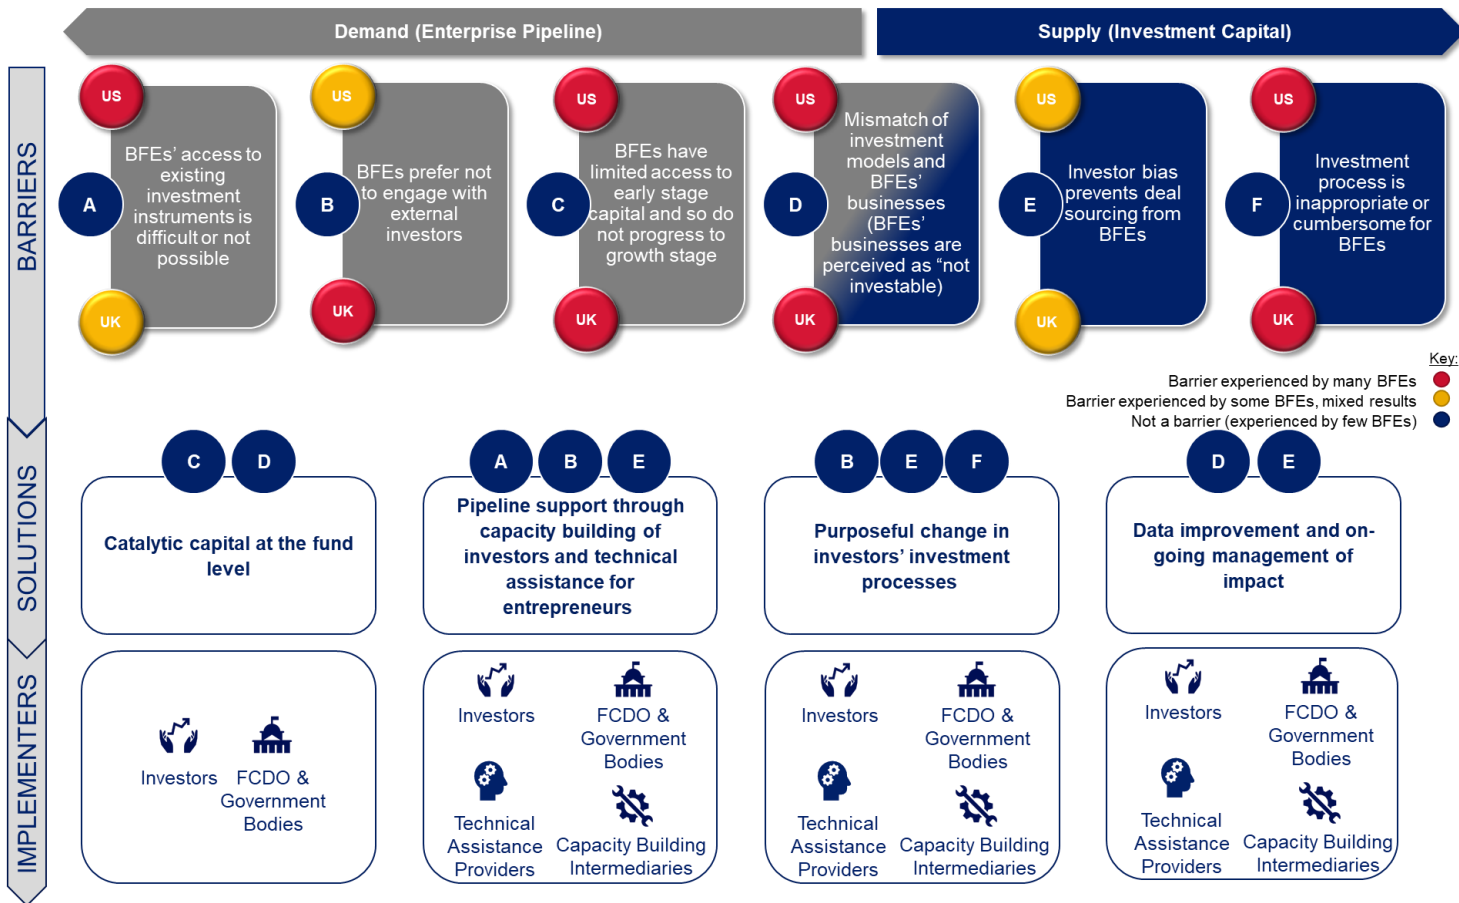 Demand (Enterprise Pipeline)
Supply (Investment Capital)
BARRIERS
US
A
BFEs’ access to
existing
investment
instruments is
difficult or not
possible
UK
US
B
BFEs prefer not
to engage with
external
investors
UK
US
C
BFEs have
limited access to
early stage
capital and so do
not progress to
growth stage
UK
US
D
Mismatch of
investment
models and
BFEs’
businesses
(BFEs’
businesses are
perceived as “not
investable)
UK
US
E
Investor bias
prevents deal
sourcing from
BFEs
UK
US
F
Investment
process is
inappropriate or
cumbersome for
BFEs
UK
Key:
Barrier experienced by many BFEs
Barrier experienced by some BFEs, mixed results
Not a barrier (experienced by few BFEs)
SOLUTIONS
C D
Catalytic capital at the fund
level
A B E
Pipeline support through
capacity building of
investors and technical
assistance for
entrepreneurs
B E F
Purposeful change in
investors’ investment
processes
D E
Data improvement and on-
going management of
impact
IMPLEMENTERS
Investors
FCDO &
Government
Bodies
Investors
FCDO &
Government
Bodies
Technical
Assistance
Providers
Capacity Building
Intermediaries
Investors
FCDO &
Government
Bodies
Technical
Assistance
Providers
Capacity Building
Intermediaries
Investors
FCDO &
Government
Bodies
Technical
Assistance
Providers
Capacity Building
Intermediaries